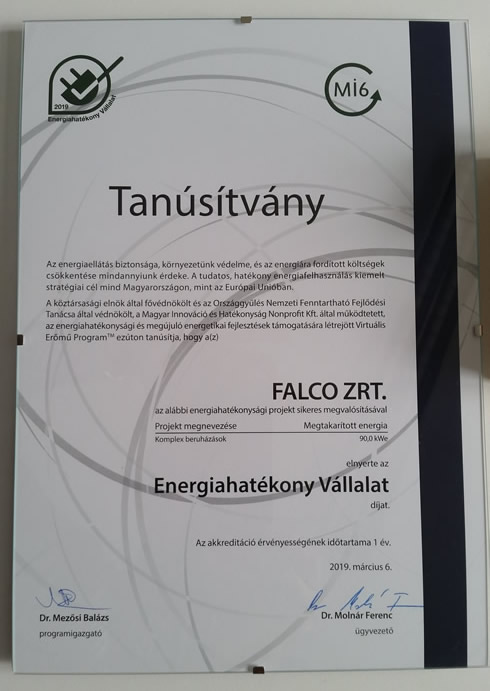 2019
Energiahatékony Vállalat
Mi6
Tanúsítvány
Az energiaellátás biztonsága, környezetünk védelme, és az energiára fordított költségek
csökkentése mindannyiunk érdeke. A tudatos, hatékony energiafelhasználás kiemelt
stratégiai cél mind Magyarországon, mint az Európai Unióban.
A köztársasági elnök által fővédnökölt és az Országgyűlés Nemzeti Fenntartható Fejlődési
Tanácsa által védnökölt, a Magyar Innováció és Hatékonyság Nonprofit Kft. által működtetett,
az energiahatékonysági és megújuló energetikai fejlesztések támogatására létrejött Virtuális
Erőmű Program™ ezúton tanúsítja, hogy a(z)
FALCO ZRT.
az alábbi energiahatékonysági projekt sikeres megvalósításával
Projekt megnevezése Megtakarított energia
Komplex beruházások 90,0 kWe
elnyerte az
Energiahatékony Vállalat
díjat.
Az akkreditáció érvényességének időtartama 1 év.
2019. március 6.
Dr. Mezősi Balázs
programigazgató
Dr. Molnár Ferenc
ügyvezető